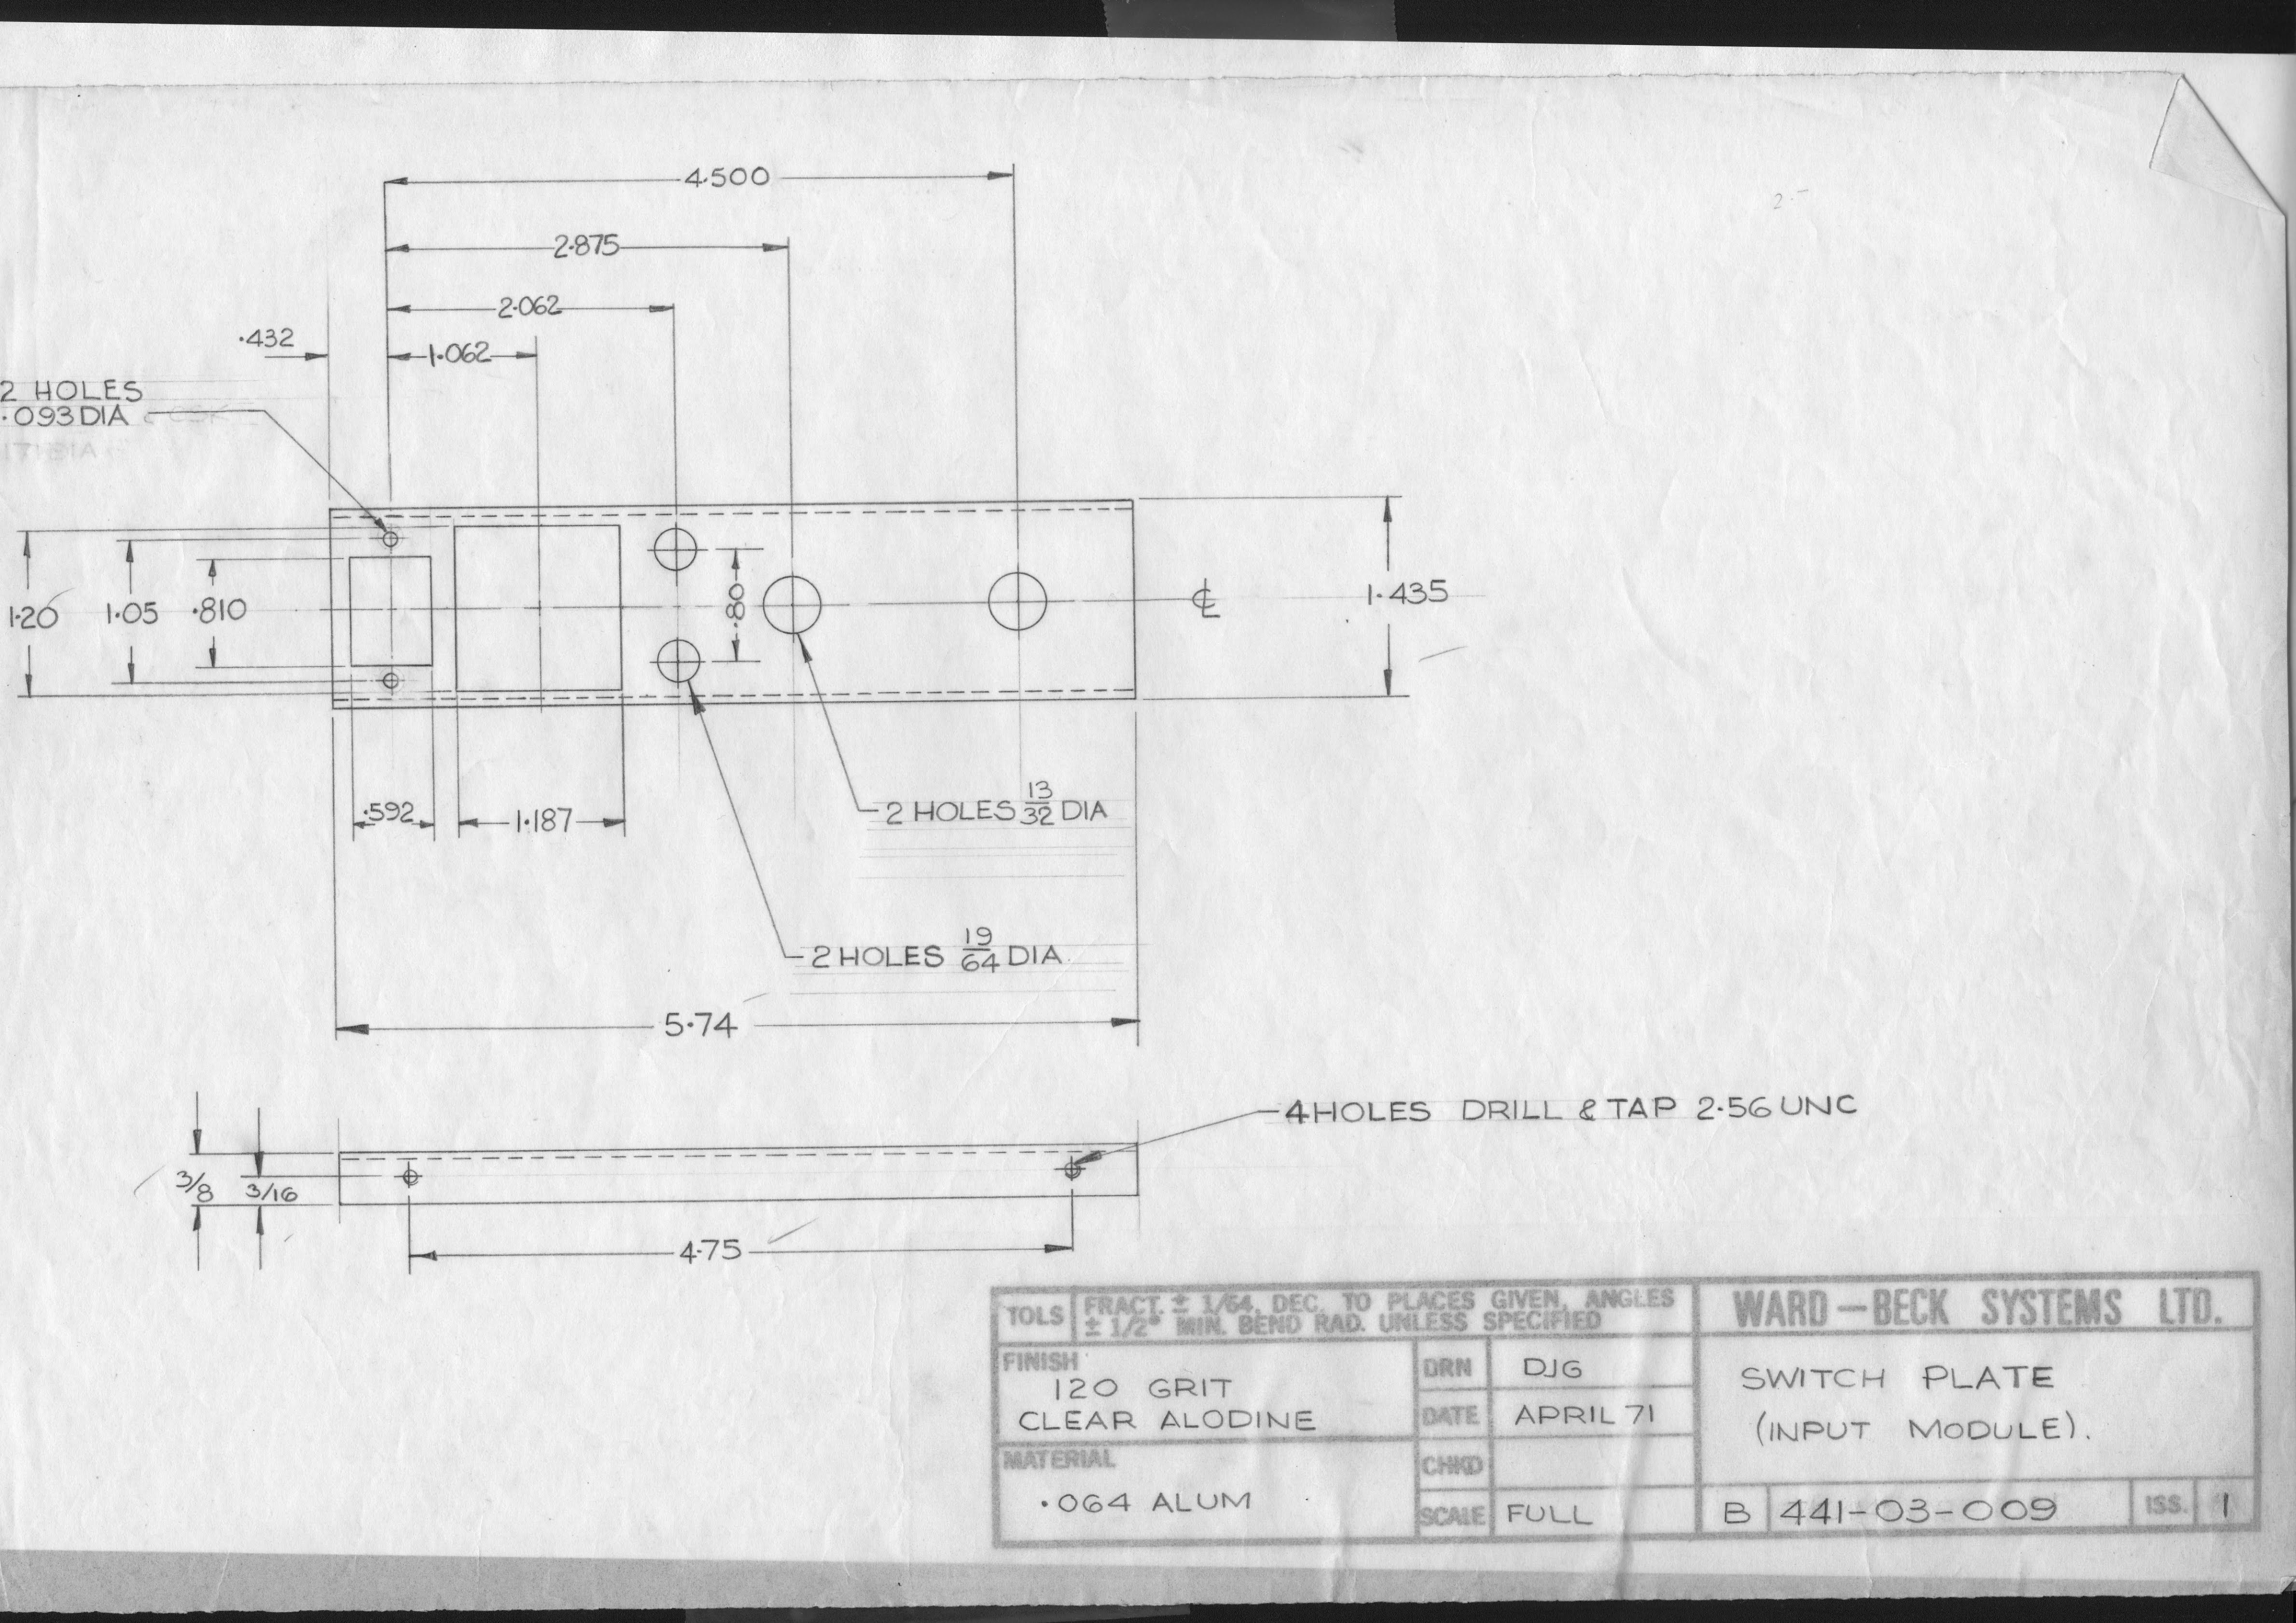 4.500
2.875
2.062
.432
1.062
2 HOLES
.093 DIA & CSK
.171 DIA
1.20
1.05
.810
.80
℄
1.435
.592
1.187
2 HOLES 13/32 DIA
2 HOLES 19/64 DIA
5.74
4 HOLES DRILL & TAP 2.56 UNC
3/8
3/16
4.75
TOLS
FRACT. ± 1/64, DEC. TO PLACES GIVEN, ANGLES
± 1/2° MIN. BEND RAD. UNLESS SPECIFIED
WARD-BECK SYSTEMS LTD.
FINISH
120 GRIT
CLEAR ALODINE
DRN DJG
DATE APRIL 71
SWITCH PLATE
(INPUT MODULE).
MATERIAL
.064 ALUM
CHKD
SCALE FULL
B 441-03-009 ISS. 1